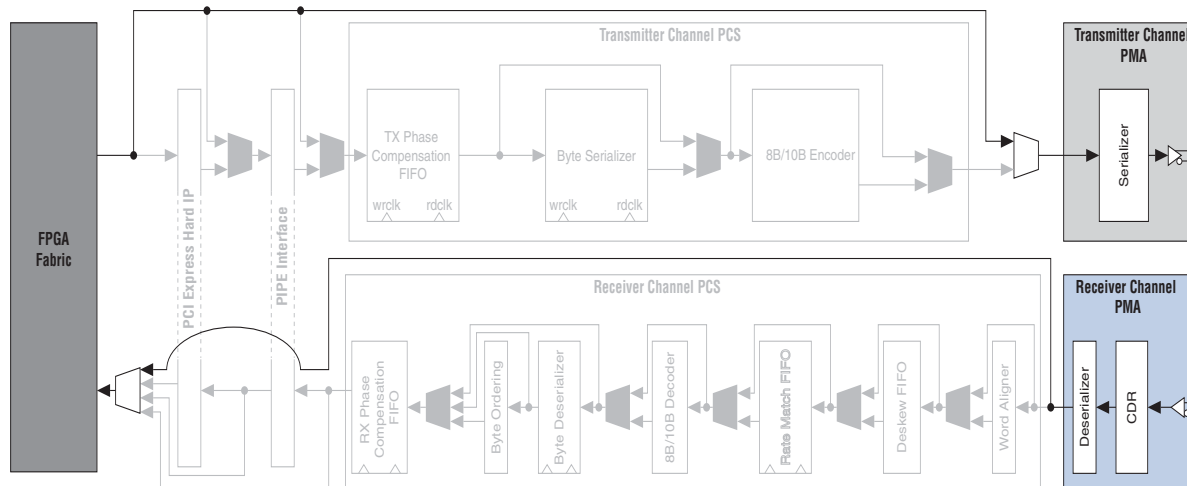 Transmitter Channel PCS
Transmitter Channel
PMA
FPGA
Fabric
PCI Express Hard IP
PIPE Interface
TX Phase
Compensation
FIFO
wrclk
rdclk
Byte Serializer
wrclk
rdclk
8B/10B Encoder
Serializer
Receiver Channel PCS
Receiver Channel
PMA
RX Phase
Compensation
FIFO
Byte Ordering
Byte Deserializer
8B/10B Decoder
Rate Match FIFO
Deskew FIFO
Word Aligner
Deserializer
CDR